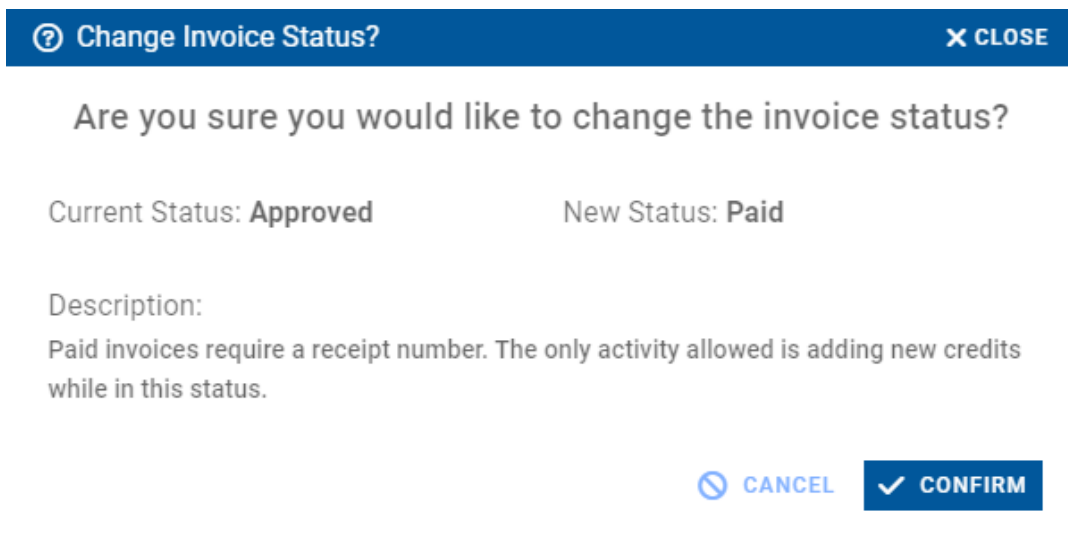 Change Invoice Status?
CLOSE
Are you sure you would like to change the invoice status?
Current Status: Approved
New Status: Paid
Description:
Paid invoices require a receipt number. The only activity allowed is adding new credits
while in this status.
CANCEL
CONFIRM